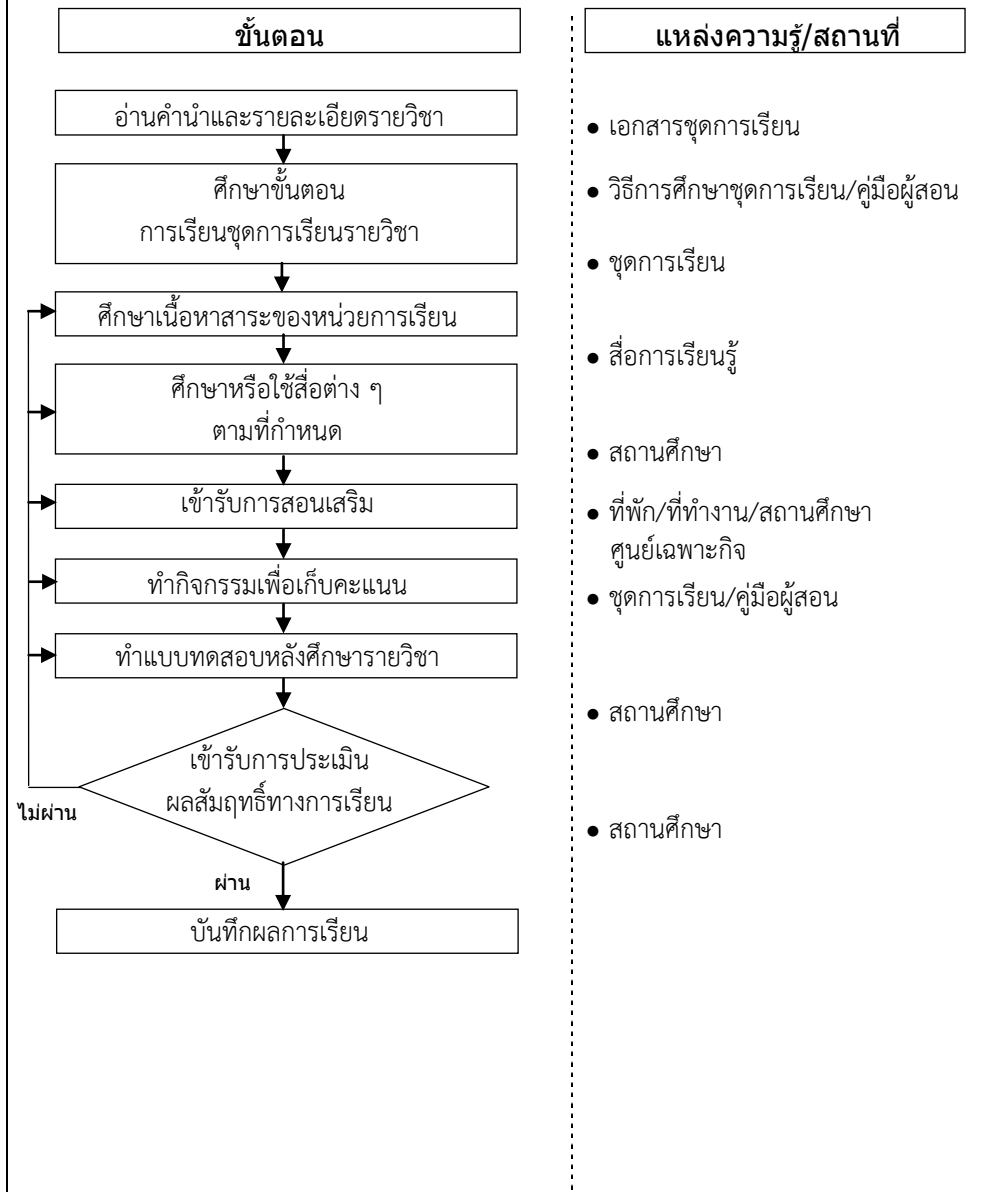 ขั้นตอน
อ่านคำนำและรายละเอียดรายวิชา
ศึกษาขั้นตอน
การเรียนชุดการเรียนรายวิชา
ศึกษาเนื้อหาสาระของหน่วยการเรียน
ศึกษาหรือใช้สื่อต่าง ๆ
ตามที่กำหนด
เข้ารับการสอนเสริม
ทำกิจกรรมเพื่อเก็บคะแนน
ทำแบบทดสอบหลังศึกษารายวิชา
เข้ารับการประเมิน
ผลสัมฤทธิ์ทางการเรียน
ไม่ผ่าน
ผ่าน
บันทึกผลการเรียน
แหล่งความรู้/สถานที่
● เอกสารชุดการเรียน
● วิธีการศึกษาชุดการเรียน/คู่มือผู้สอน
● ชุดการเรียน
● สื่อการเรียนรู้
● สถานศึกษา
● ที่พัก/ที่ทำงาน/สถานศึกษา
ศูนย์เฉพาะกิจ
● ชุดการเรียน/คู่มือผู้สอน
● สถานศึกษา
● สถานศึกษา